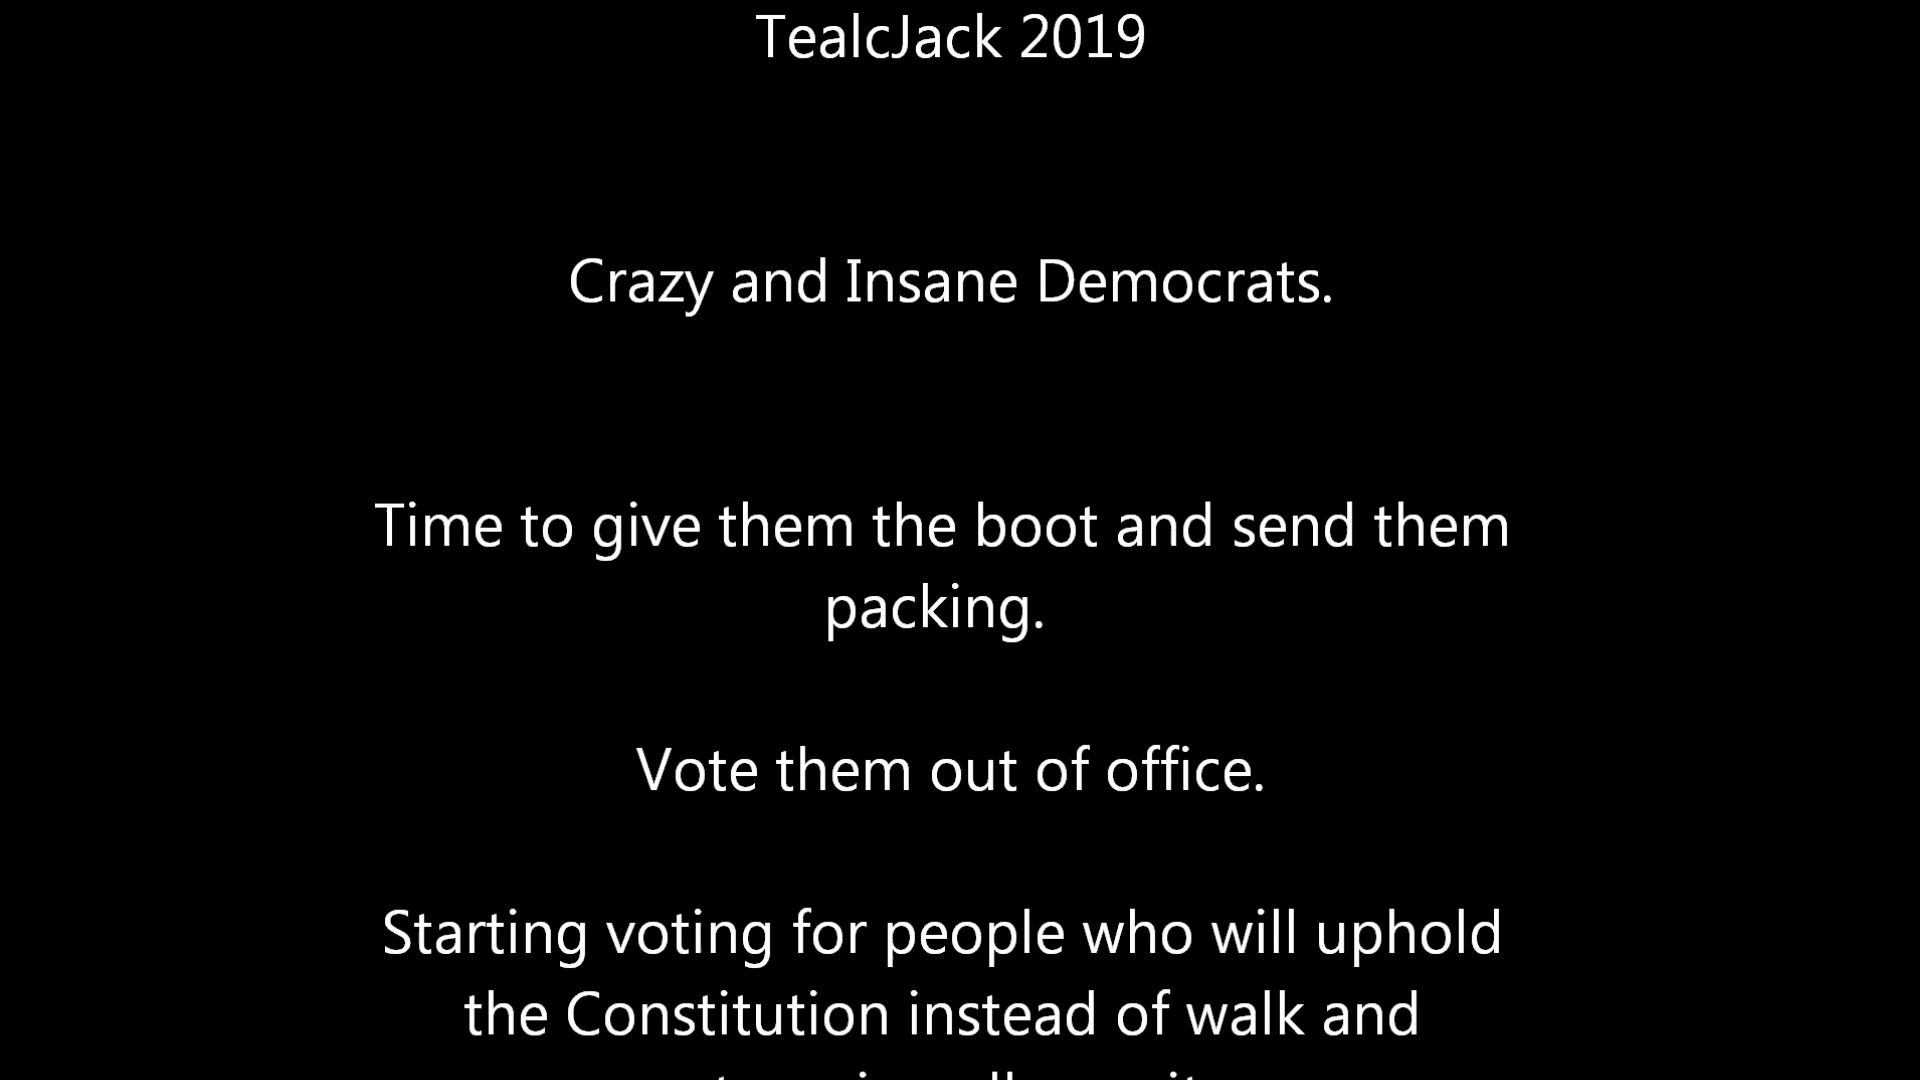 TealcJack 2019
Crazy and Insane Democrats.
Time to give them the boot and send them
packing.
Vote them out of office.
Starting voting for people who will uphold
the Constitution instead of walk and